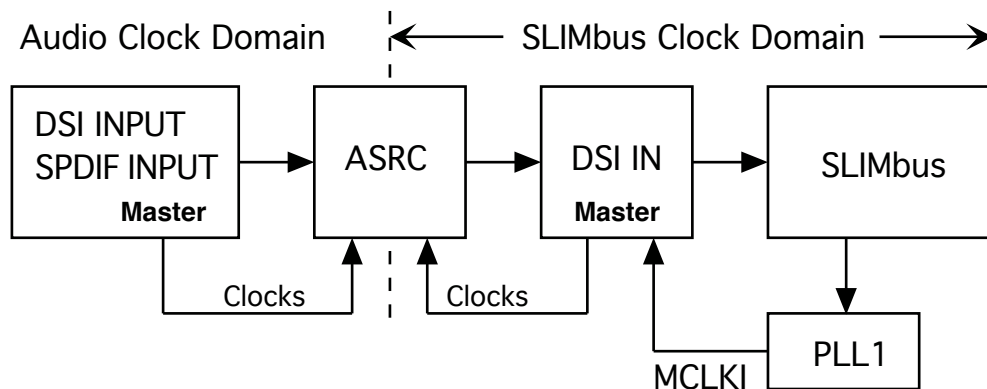 Audio Clock Domain
SLIMbus Clock Domain
DSI INPUT
SPDIF INPUT
Master
ASRC
DSI IN
Master
SLIMbus
Clocks
Clocks
PLL1
MCLKI